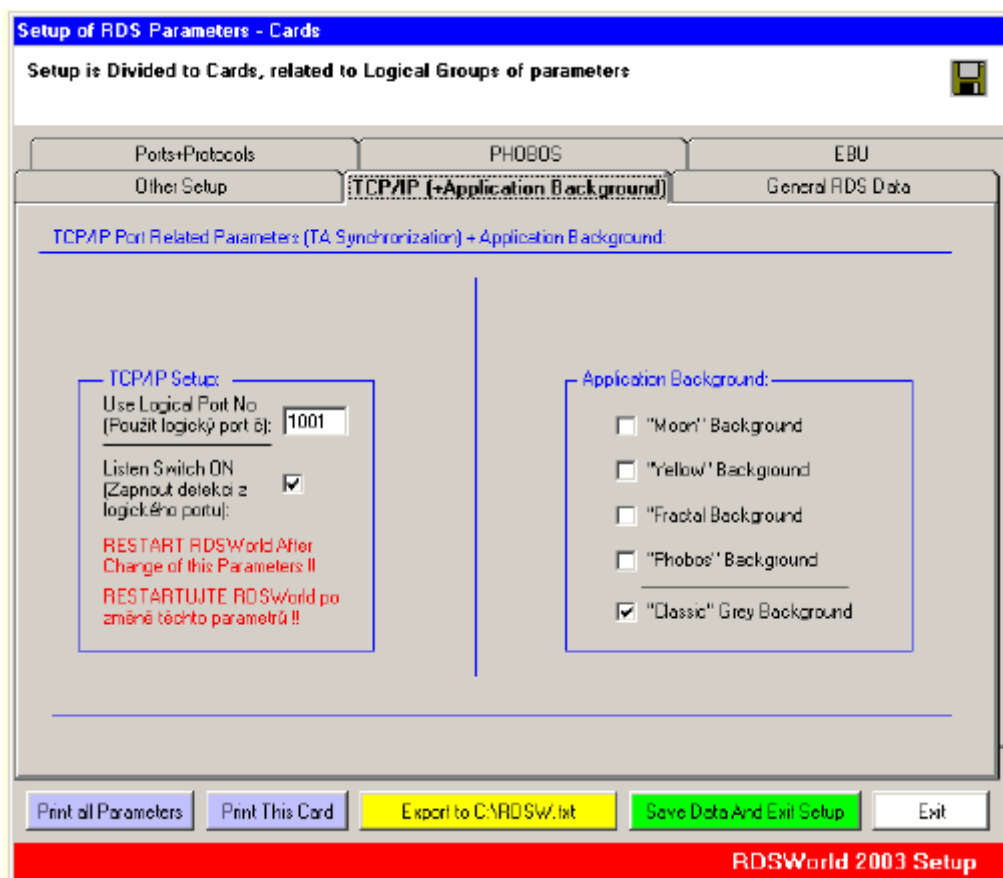 Setup of RDS Parameters - Cards
Setup is Divided to Cards, related to Logical Groups of parameters
Ports+Protocols
PHOBOS
EBU
Other Setup
TCP/IP (+Application Background)
General RDS Data
TCP/IP Port Related Parameters (TA Synchronization) + Application Background:
TCP/IP Setup:
Use Logical Port No
(Použít logický port č):
1001
Listen Switch ON
(Zapnout detekci z
logického portu):
RESTART RDSWorld After
Change of this Parameters !!
RESTARTUJTE RDSWorld po
změně těchto parametrů !!
Application Background:
"Moon" Background
"Yellow" Background
"Fractal Background
"Phobos" Background
"Classic" Grey Background
Print all Parameters
Print This Card
Export to C:\RDSW.txt
Save Data And Exit Setup
Exit
RDSWorld 2003 Setup